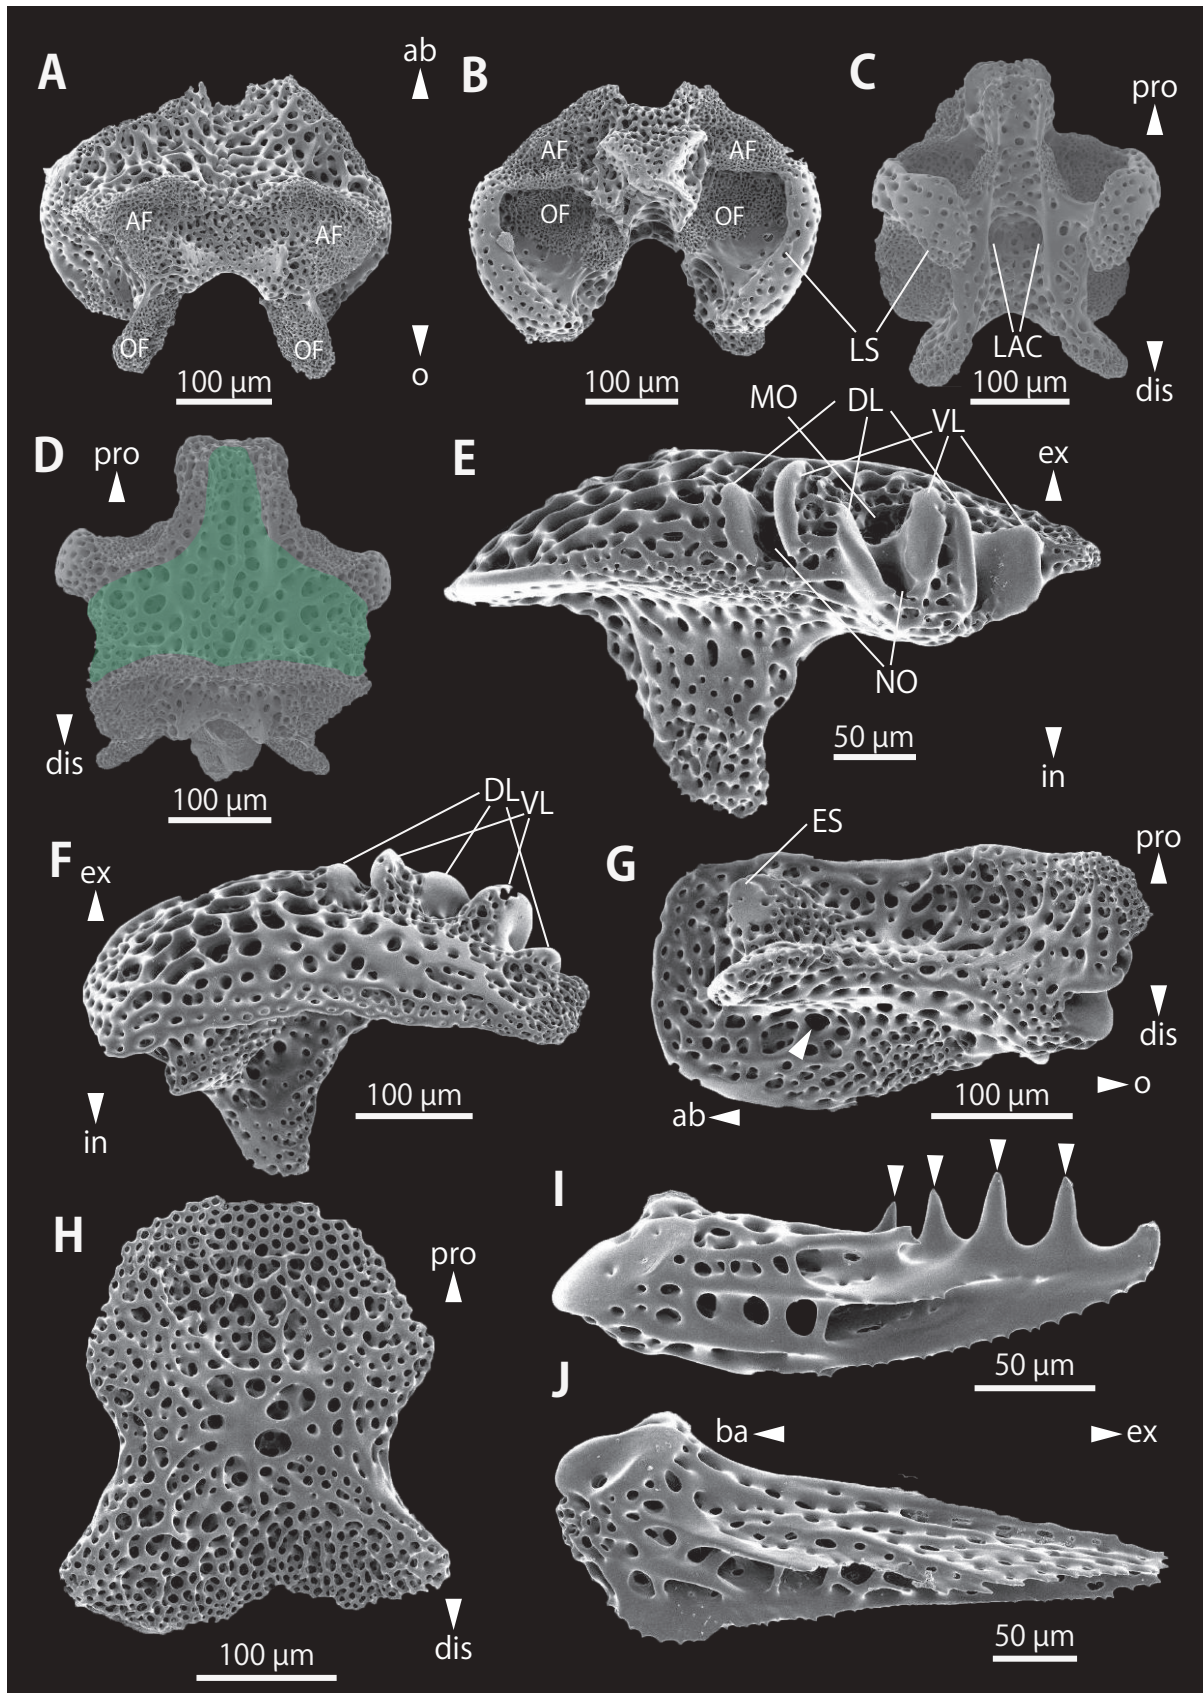 A
ab
B
C
pro
AF
AF
OF
OF
o
100 µm
AF
AF
OF
OF
100 µm
LS
LAC
dis
100 µm
D
pro
dis
100 µm
E
MO
DL
VL
ex
NO
50 µm
in
F
ex
DL
VL
in
100 µm
G
ES
pro
dis
o
ab
100 µm
H
pro
dis
100 µm
I
50 µm
J
ba
ex
50 µm